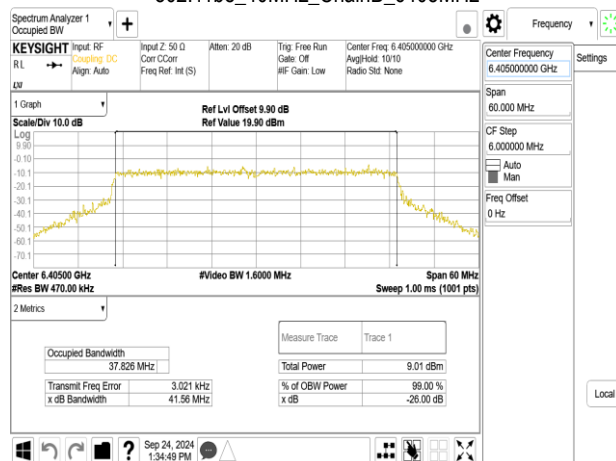 Spectrum Analyzer 1
Occupied BW
Frequency
KEYSIGHT
RL
Input: RF
Coupling: DC
Align: Auto
Input Z: 50 Ω
Corr CCorr
Freq Ref: Int (S)
Atten: 20 dB
Trig: Free Run
Gate: Off
#IF Gain: Low
Center Freq: 6.405000000 GHz
Avg|Hold: 10/10
Radio Std: None
LXI
1 Graph
Scale/Div 10.0 dB
Ref Lvl Offset 9.90 dB
Ref Value 19.90 dBm
Log
9.90
-0.10
-10.1
-20.1
-30.1
-40.1
-50.1
-60.1
-70.1
Center 6.40500 GHz
#Res BW 470.00 kHz
#Video BW 1.6000 MHz
Span 60 MHz
Sweep 1.00 ms (1001 pts)
2 Metrics
Measure Trace Trace 1
Occupied Bandwidth
37.826 MHz
Total Power 9.01 dBm
Transmit Freq Error 3.021 kHz
% of OBW Power 99.00 %
x dB Bandwidth 41.56 MHz
x dB -26.00 dB
Sep 24, 2024
1:34:49 PM
Center Frequency
6.405000000 GHz
Settings
Span
60.000 MHz
CF Step
6.000000 MHz
Auto
Man
Freq Offset
0 Hz
Local